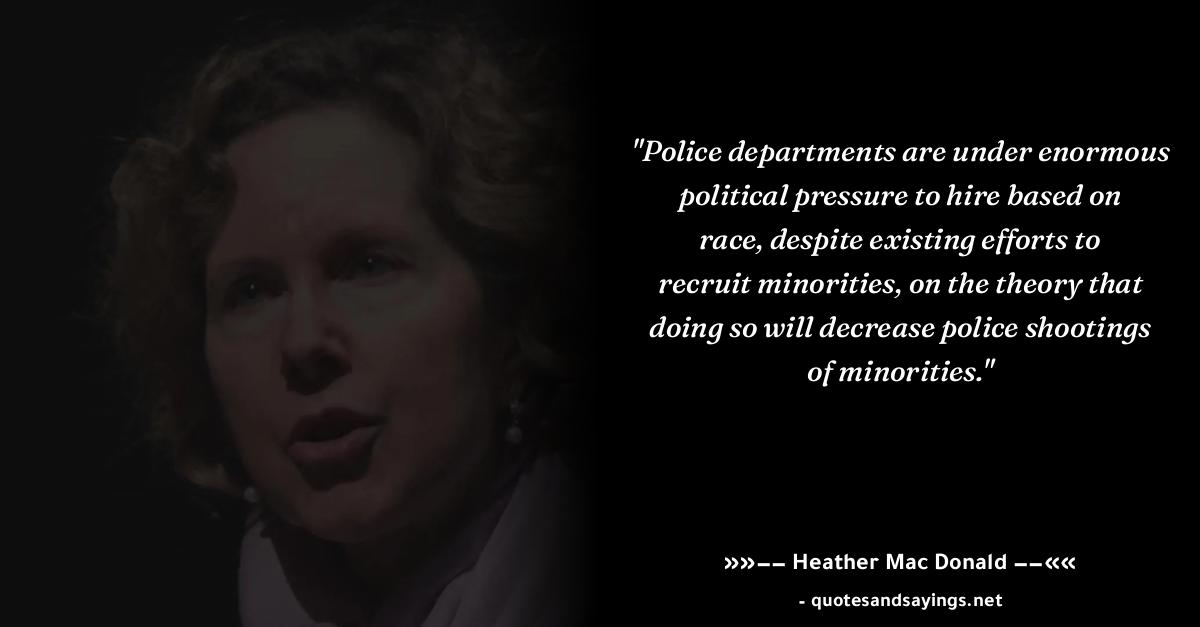 "Police departments are under enormous
political pressure to hire based on
race, despite existing efforts to
recruit minorities, on the theory that
doing so will decrease police shootings
of minorities."
»»–– Heather Mac Donald ––««
- quotesandsayings.net